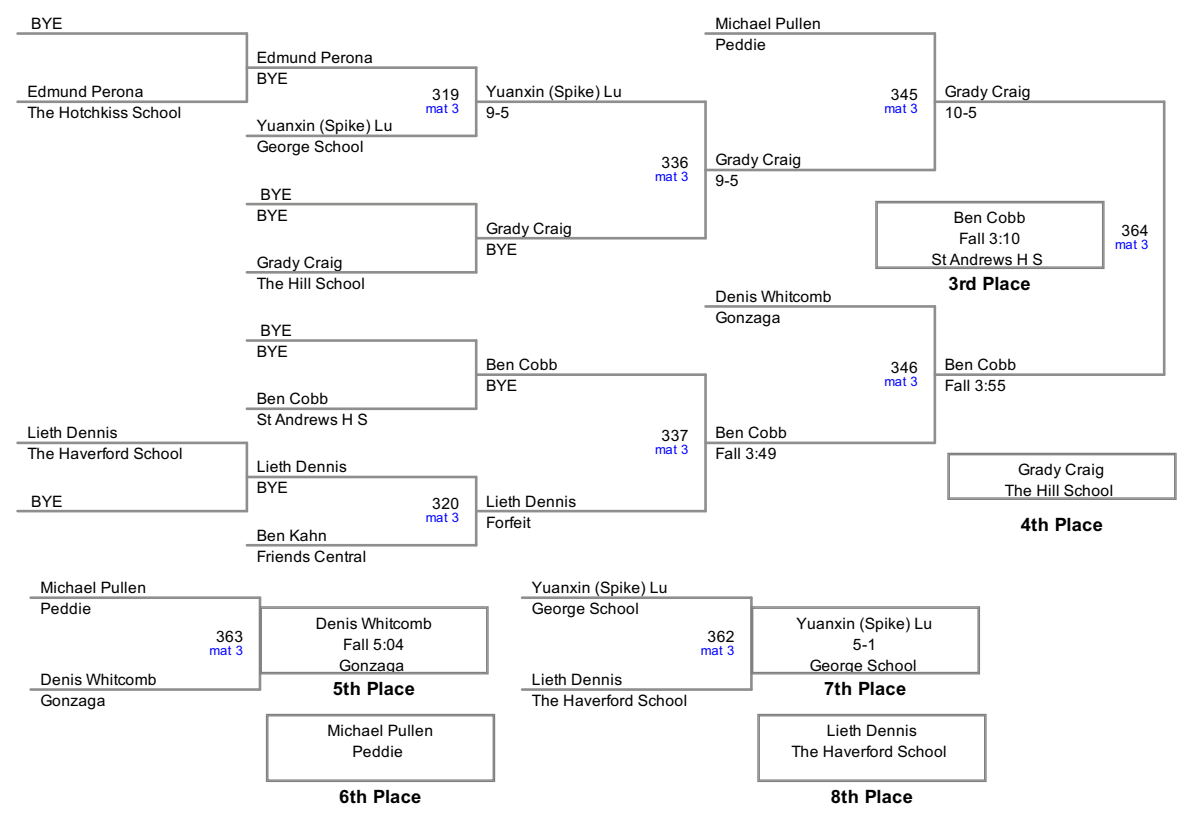 BYE
Edmund Perona
The Hotchkiss School
Edmund Perona
BYE
319
mat 3
Yuanxin (Spike) Lu
George School
Yuanxin (Spike) Lu
9-5
BYE
BYE
Grady Craig
The Hill School
Grady Craig
BYE
336
mat 3
Michael Pullen
Peddie
Grady Craig
9-5
345
mat 3
Grady Craig
10-5
Ben Cobb
Fall 3:10
St Andrews H S
3rd Place
364
mat 3
BYE
BYE
Ben Cobb
St Andrews H S
Ben Cobb
BYE
Lieth Dennis
The Haverford School
BYE
Lieth Dennis
BYE
320
mat 3
Ben Kahn
Friends Central
Lieth Dennis
Forfeit
337
mat 3
Denis Whitcomb
Gonzaga
Ben Cobb
Fall 3:49
346
mat 3
Ben Cobb
Fall 3:55
Grady Craig
The Hill School
4th Place
Michael Pullen
Peddie
363
mat 3
Denis Whitcomb
Gonzaga
Denis Whitcomb
Fall 5:04
Gonzaga
5th Place
Michael Pullen
Peddie
6th Place
Yuanxin (Spike) Lu
George School
362
mat 3
Lieth Dennis
The Haverford School
Yuanxin (Spike) Lu
5-1
George School
7th Place
Lieth Dennis
The Haverford School
8th Place